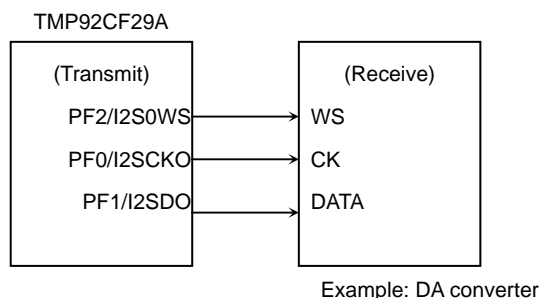 TMP92CF29A
(Transmit)
(Receive)
PF2/I2S0WS
WS
PF0/I2SCKO
CK
PF1/I2SDO
DATA
Example: DA converter